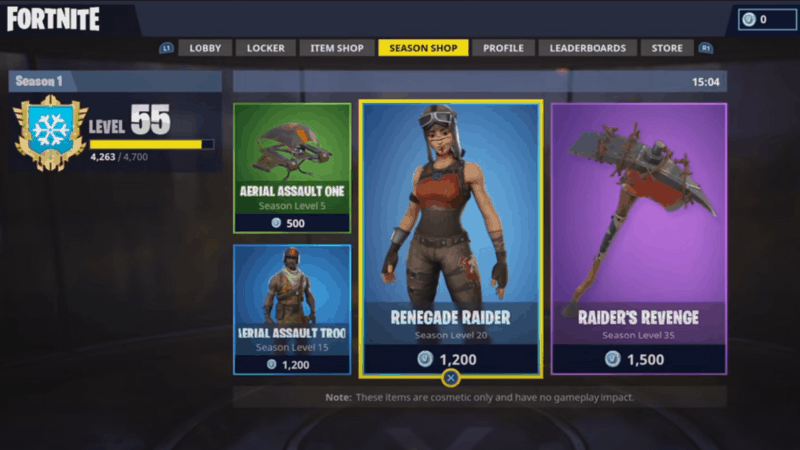 FORTNITE
0
L1 LOBBY LOCKER ITEM SHOP SEASON SHOP PROFILE LEADERBOARDS STORE R1
Season 1
15:04
LEVEL 55
4,263 / 4,700
AERIAL ASSAULT ONE
Season Level 5
500
AERIAL ASSAULT TROO
Season Level 15
1,200
RENEGADE RAIDER
Season Level 20
1,200
RAIDER'S REVENGE
Season Level 35
1,500
Note: These items are cosmetic only and have no gameplay impact.